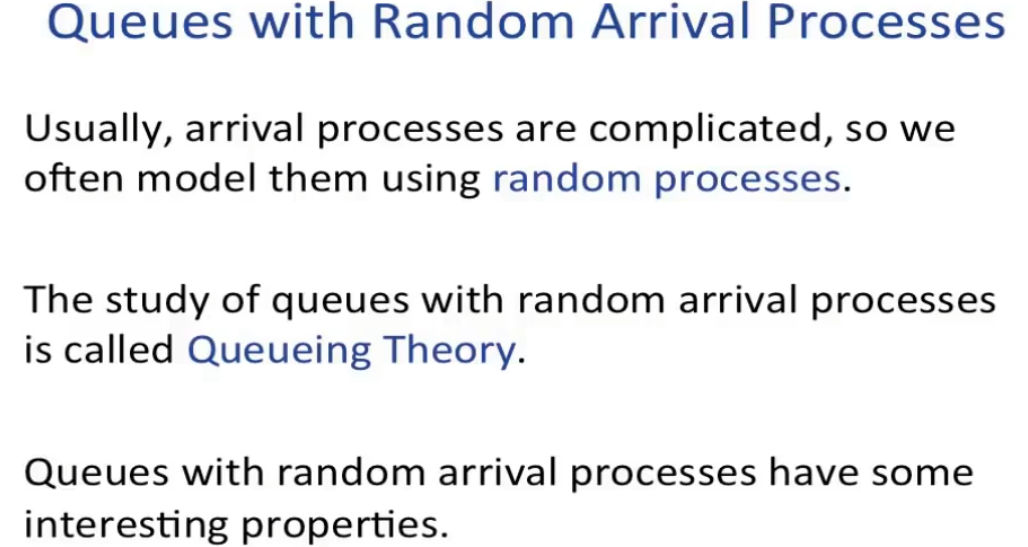 Queues with Random Arrival Processes
Usually, arrival processes are complicated, so we
often model them using random processes.
The study of queues with random arrival processes
is called Queueing Theory.
Queues with random arrival processes have some
interesting properties.